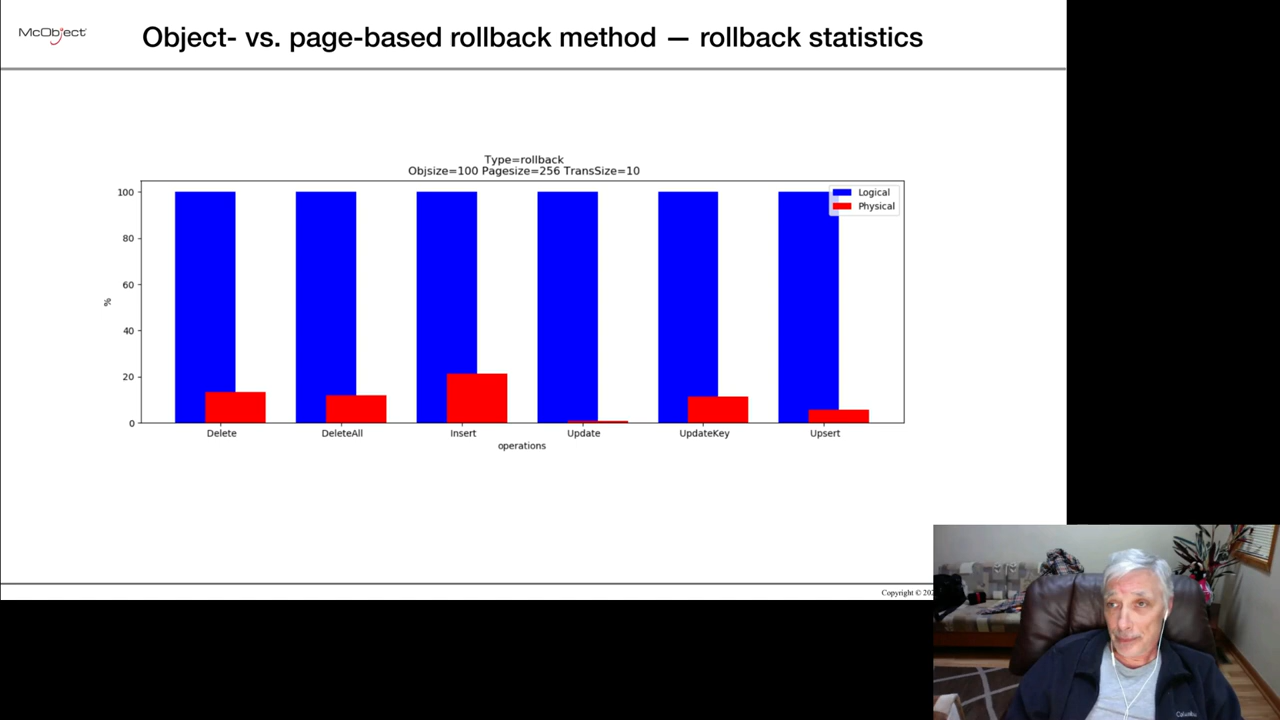 McObject
Object- vs. page-based rollback method — rollback statistics
Type=rollback
Objsize=100 Pagesize=256 TransSize=10
Logical
Physical
100
80
60
40
20
0
%
Delete
DeleteAll
Insert
Update
UpdateKey
Upsert
operations
Copyright ©